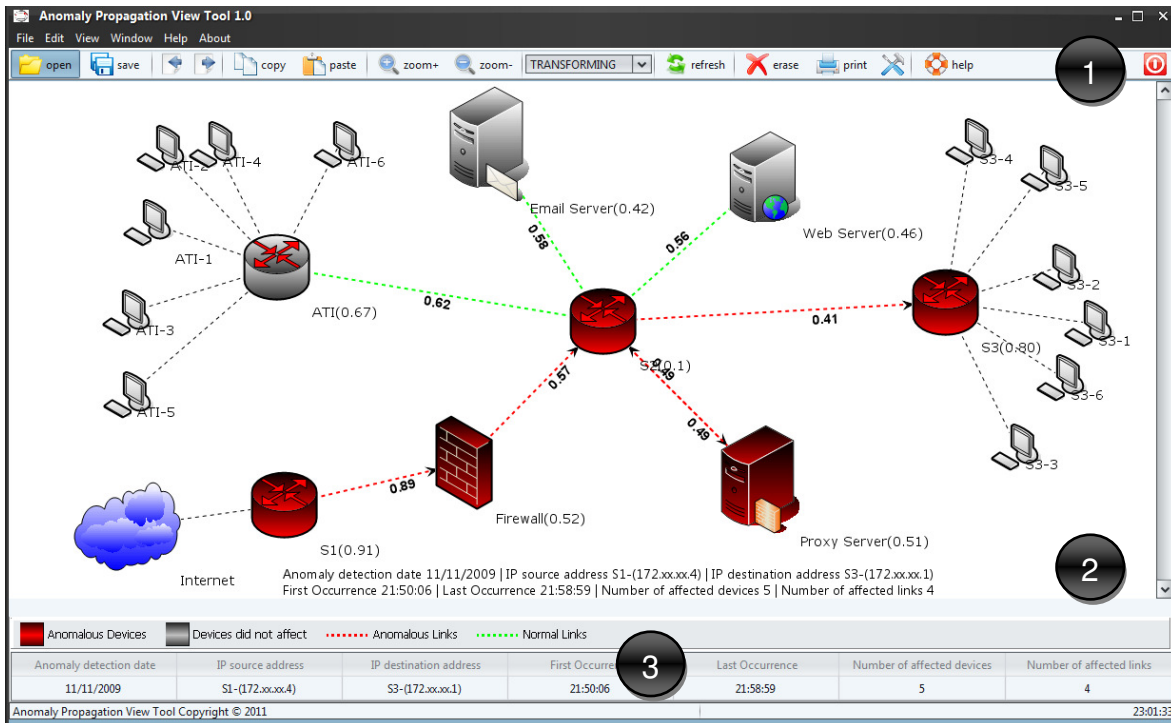 Anomaly Propagation View Tool 1.0
File Edit View Window Help About
open save copy paste zoom+ zoom- TRANSFORMING refresh erase print help
1
ATI-2
ATI-4
ATI-6
ATI-1
ATI-3
ATI-5
ATI(0.67)
Email Server(0.42)
Web Server(0.46)
0.58
0.56
0.62
S3-4
S3-5
S3-2
S3-1
S3-6
S3-3
S3(0.80)
0.41
S2(0.1)
0.57
0.49
0.49
0.89
Firewall(0.52)
Proxy Server(0.51)
S1(0.91)
Internet
2
Anomaly detection date 11/11/2009 | IP source address S1-(172.xx.xx.4) | IP destination address S3-(172.xx.xx.1)
First Occurrence 21:50:06 | Last Occurrence 21:58:59 | Number of affected devices 5 | Number of affected links 4
Anomalous Devices Devices did not affect Anomalous Links Normal Links
3
Anomaly detection date IP source address IP destination address First Last Occurrence Number of affected devices Number of affected links
11/11/2009 S1-(172.xx.xx.4) S3-(172.xx.xx.1) 21:50:06 21:58:59 5 4
Anomaly Propagation View Tool Copyright © 2011 23:01:33